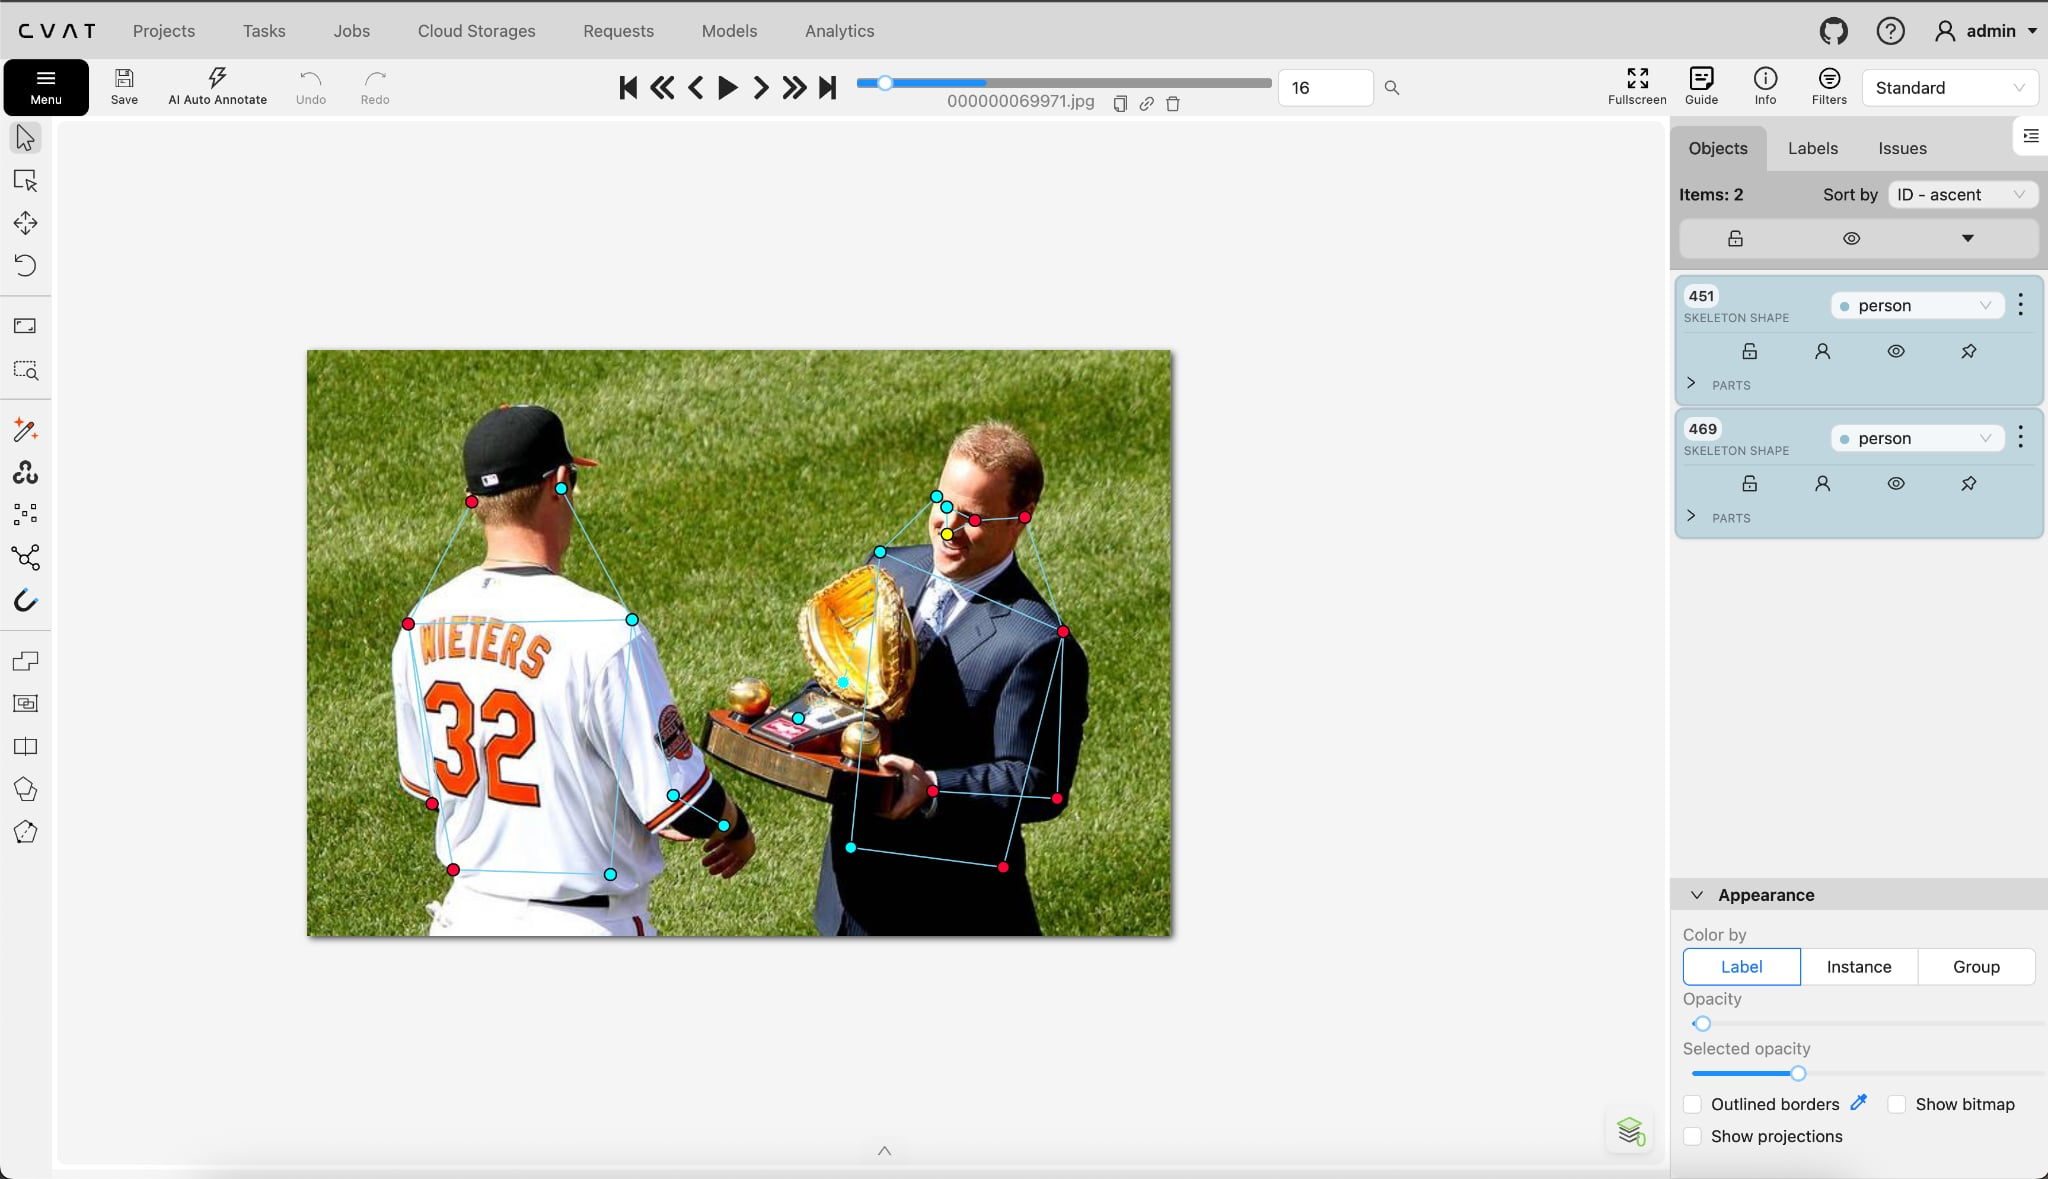 CVAT Projects Tasks Jobs Cloud Storages Requests Models Analytics admin
Menu Save AI Auto Annotate Undo Redo 000000069971.jpg 16 Fullscreen Guide Info Filters Standard
Objects Labels Issues
Items: 2 Sort by ID - ascent
451 person
SKELETON SHAPE
PARTS
469 person
SKELETON SHAPE
PARTS
WIETERS
32
Appearance
Color by
Label Instance Group
Opacity
Selected opacity
Outlined borders Show bitmap
Show projections
0